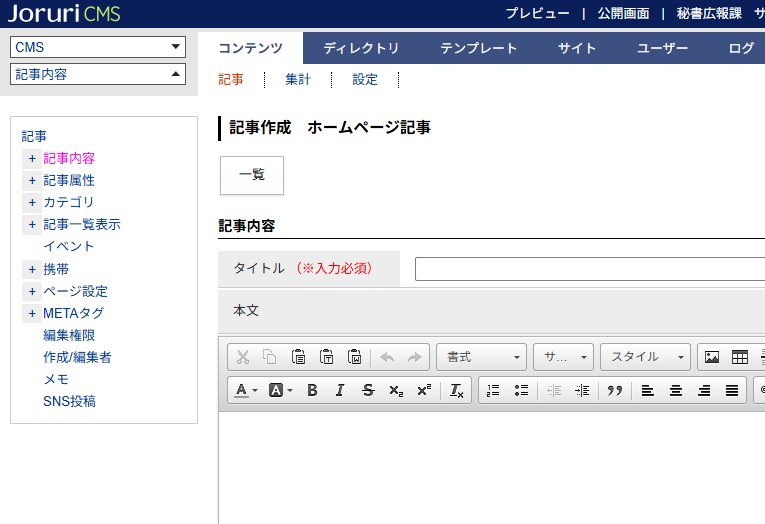 Joruri CMS
プレビュー | 公開画面 | 秘書広報課 サ
CMS
記事内容
コンテンツ ディレクトリ テンプレート サイト ユーザー ログ
記事 集計 設定
記事
+ 記事内容
+ 記事属性
+ カテゴリ
+ 記事一覧表示
イベント
+ 携帯
+ ページ設定
+ METAタグ
編集権限
作成/編集者
メモ
SNS投稿
記事作成 ホームページ記事
一覧
記事内容
タイトル (※入力必須)
本文
書式 サ... スタイル
A A B I S x₂ x² Tx